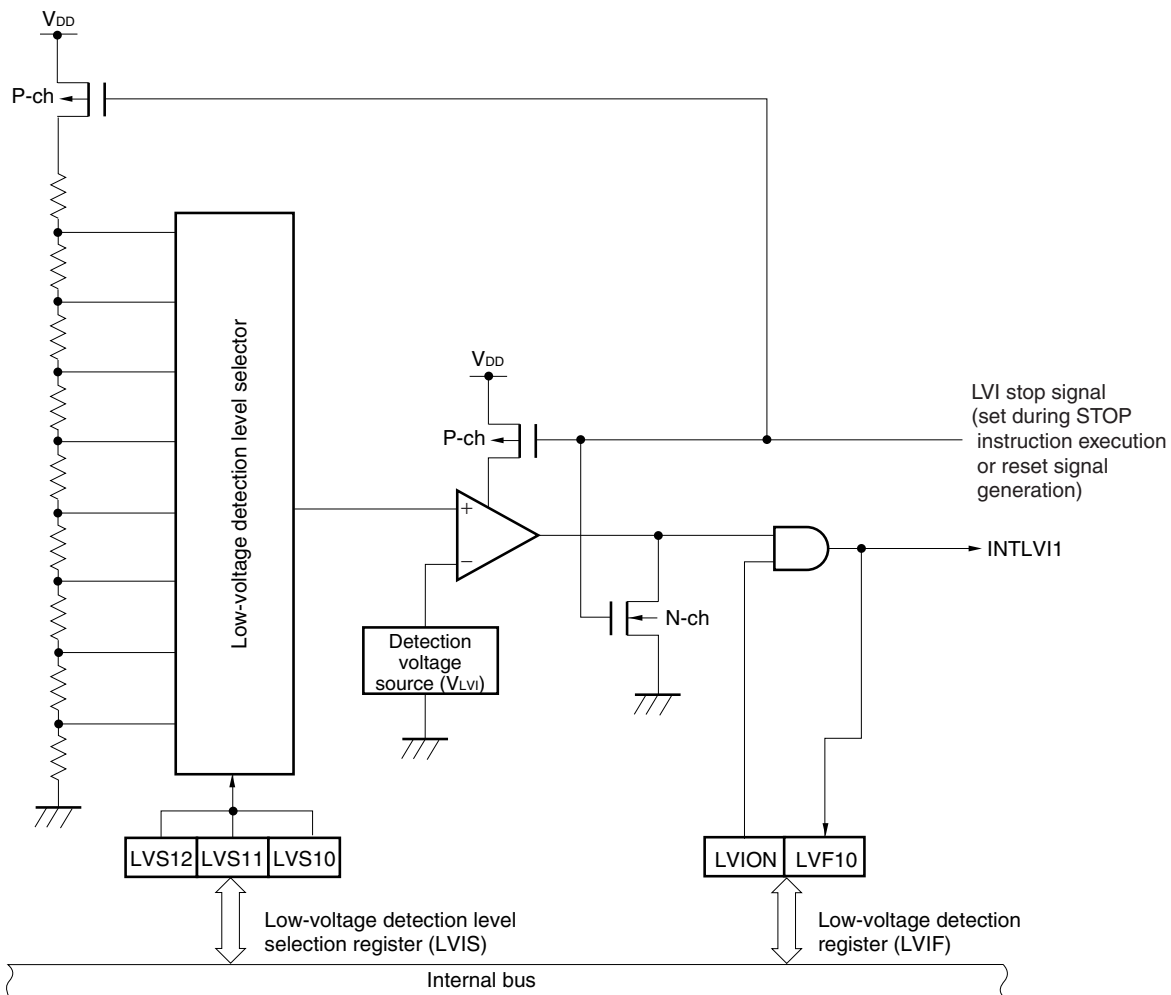 VDD
P-ch
Low-voltage detection level selector
VDD
P-ch
LVI stop signal
(set during STOP
instruction execution
or reset signal
generation)
+
−
INTLVI1
N-ch
Detection
voltage
source (VLVI)
LVS12 LVS11 LVS10
LVION LVF10
Low-voltage detection level
selection register (LVIS)
Low-voltage detection
register (LVIF)
Internal bus